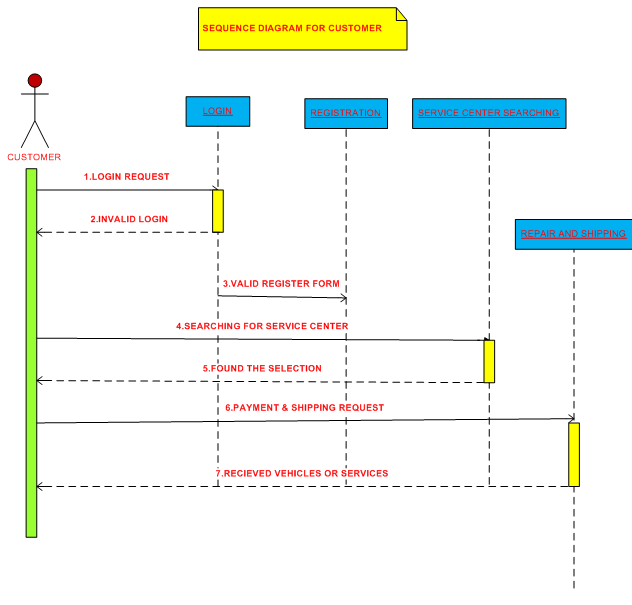 SEQUENCE DIAGRAM FOR CUSTOMER
LOGIN
REGISTRATION
SERVICE CENTER SEARCHING
CUSTOMER
1.LOGIN REQUEST
2.INVALID LOGIN
REPAIR AND SHIPPING
3.VALID REGISTER FORM
4.SEARCHING FOR SERVICE CENTER
5.FOUND THE SELECTION
6.PAYMENT & SHIPPING REQUEST
7.RECIEVED VEHICLES OR SERVICES